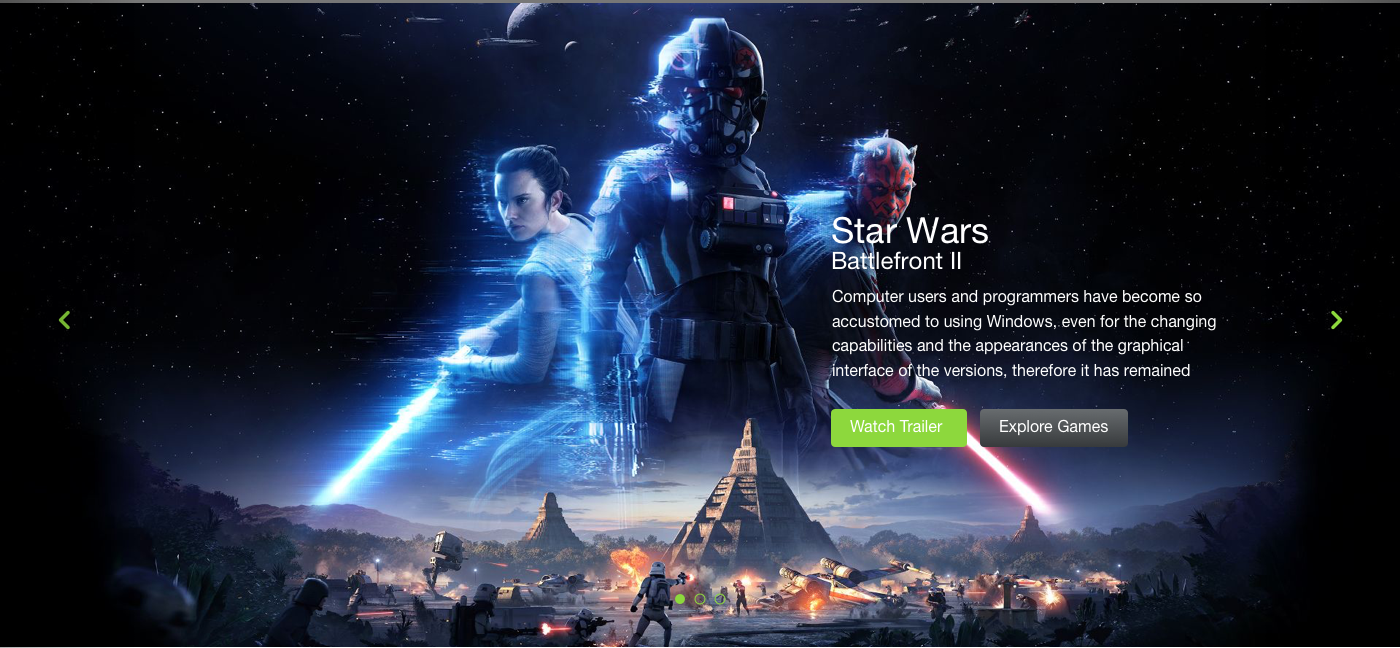 Star Wars
Battlefront II
Computer users and programmers have become so
accustomed to using Windows, even for the changing
capabilities and the appearances of the graphical
interface of the versions, therefore it has remained
Watch Trailer
Explore Games